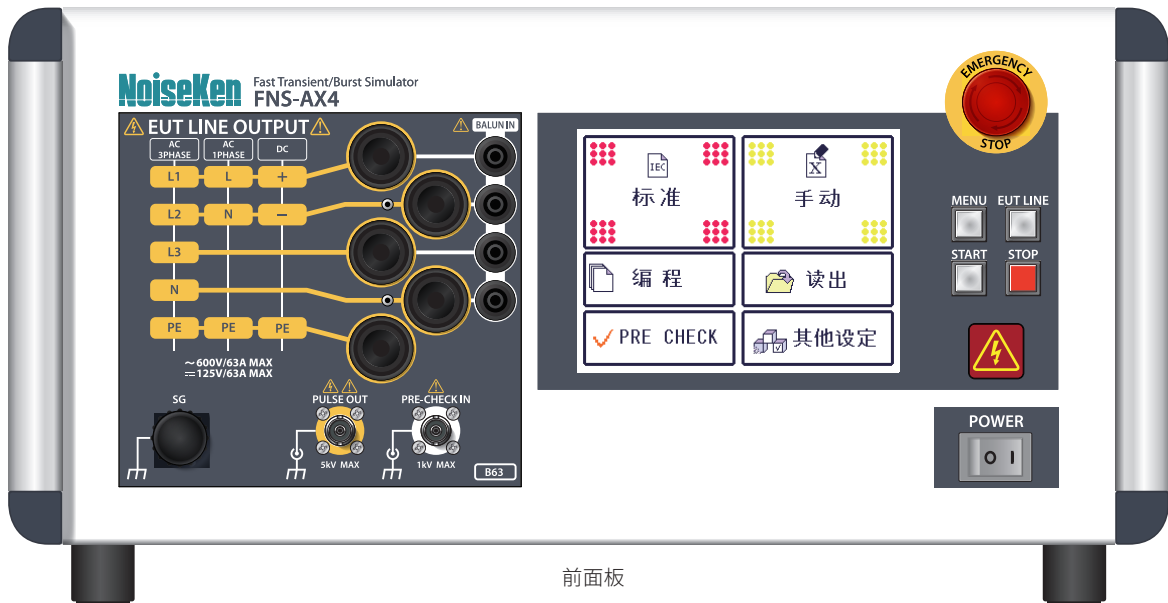 NoiseKen
Fast Transient/Burst Simulator
FNS-AX4
EUT LINE OUTPUT
BALUN IN
AC
3PHASE
AC
1PHASE
DC
L1
L
+
L2
N
−
L3
N
PE
PE
PE
～600V/63A MAX
⎓125V/63A MAX
SG
PULSE OUT
5kV MAX
PRE-CHECK IN
1kV MAX
B63
IEC
标准
X
手动
编程
读出
PRE CHECK
其他设定
EMERGENCY
STOP
MENU
EUT LINE
START
STOP
POWER
O I
前面板